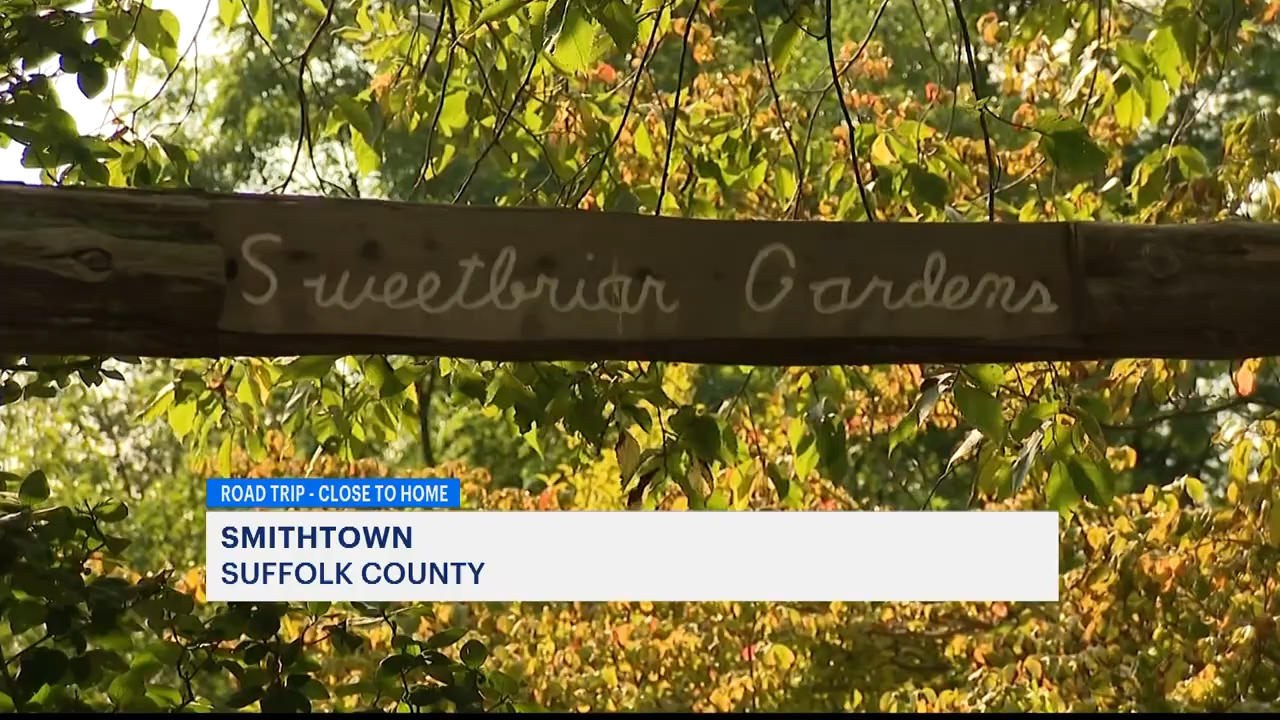 Sweetbriar Gardens
ROAD TRIP - CLOSE TO HOME
SMITHTOWN
SUFFOLK COUNTY